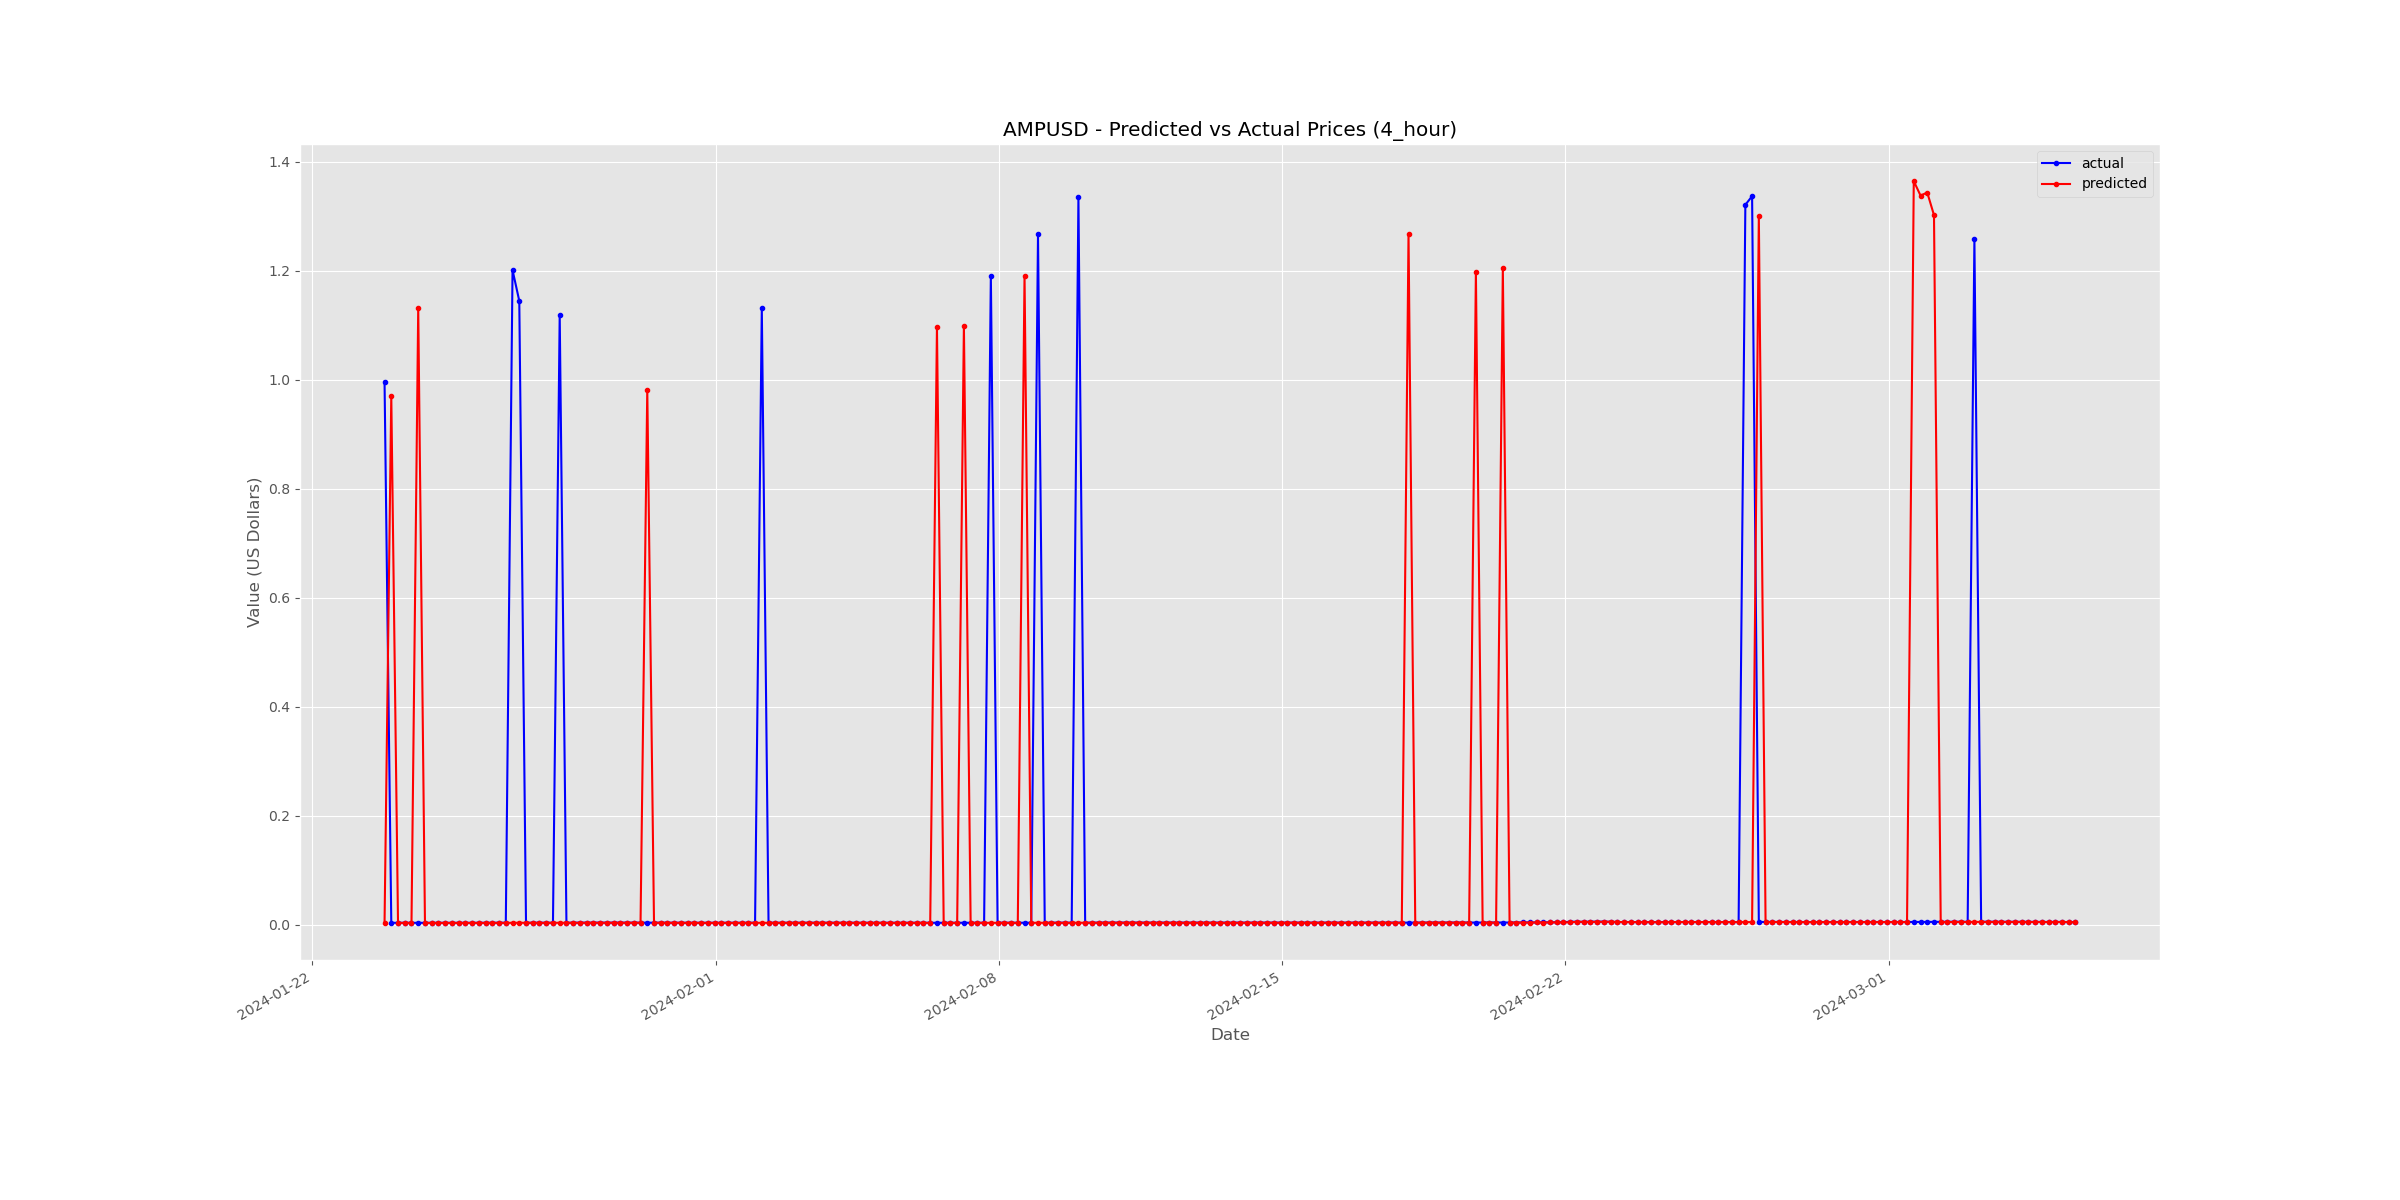 AMPUSD - Predicted vs Actual Prices (4_hour)
actual
predicted
1.4
1.2
1.0
0.8
0.6
0.4
0.2
0.0
Value (US Dollars)
2024-01-22
2024-02-01
2024-02-08
2024-02-15
2024-02-22
2024-03-01
Date